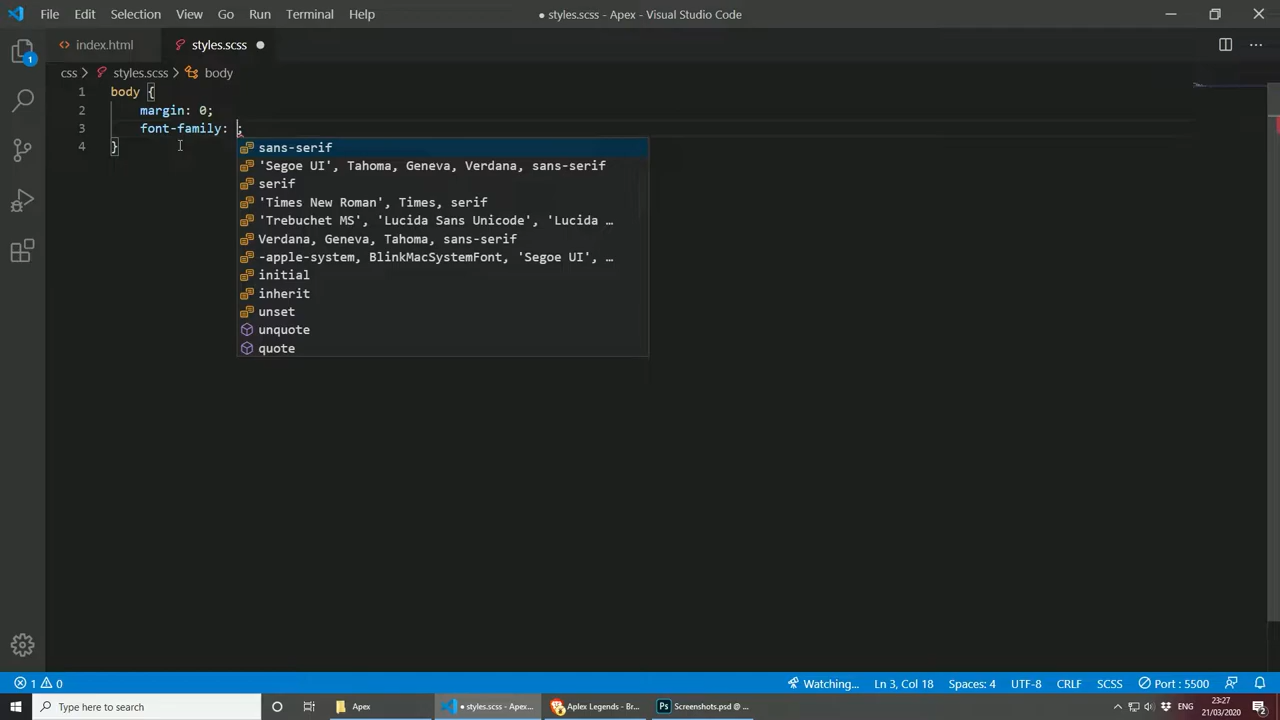 File Edit Selection View Go Run Terminal Help ● styles.scss - Apex - Visual Studio Code
index.html styles.scss
css > styles.scss > body
1 body {
2 margin: 0;
3 font-family: ;
4 }
sans-serif
'Segoe UI', Tahoma, Geneva, Verdana, sans-serif
serif
'Times New Roman', Times, serif
'Trebuchet MS', 'Lucida Sans Unicode', 'Lucida …
Verdana, Geneva, Tahoma, sans-serif
-apple-system, BlinkMacSystemFont, 'Segoe UI', …
initial
inherit
unset
unquote
quote
1
1 0 Watching... Ln 3, Col 18 Spaces: 4 UTF-8 CRLF SCSS Port : 5500
Type here to search Apex ● styles.scss - Apex... Aplex Legends - Br... Screenshots.psd @ ... ENG 23:27
21/03/2020 2